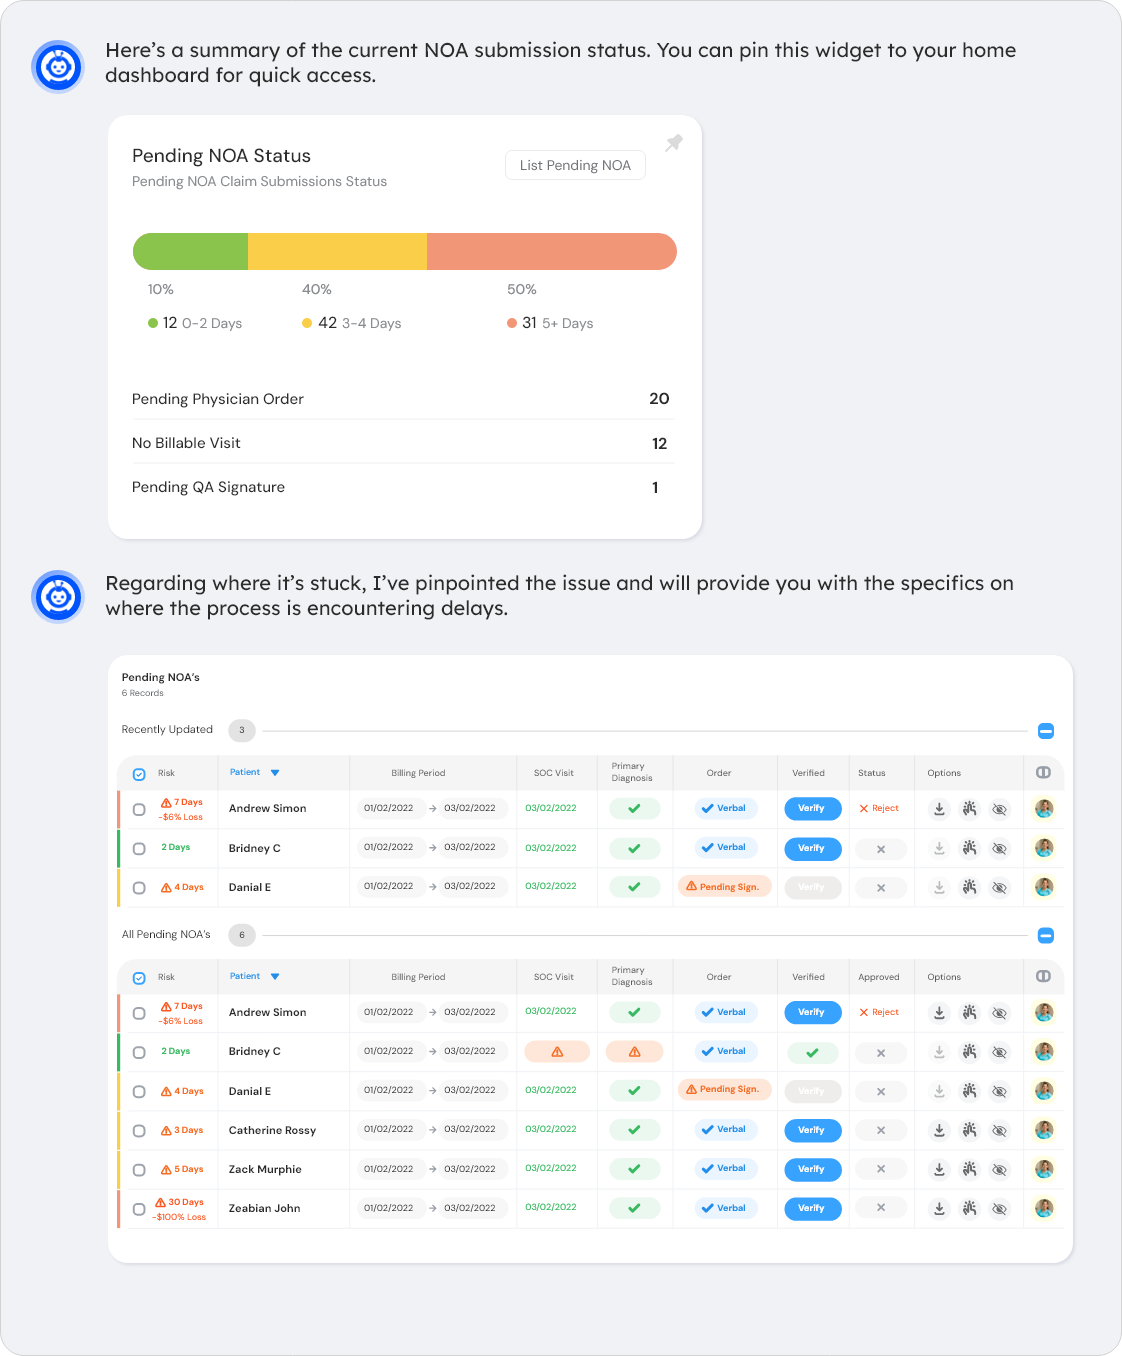 Here's a summary of the current NOA submission status. You can pin this widget to your home
dashboard for quick access.
Pending NOA Status
List Pending NOA
Pending NOA Claim Submissions Status
10% 40% 50%
12 0-2 Days 42 3-4 Days 31 5+ Days
Pending Physician Order 20
No Billable Visit 12
Pending QA Signature 1
Regarding where it's stuck, I've pinpointed the issue and will provide you with the specifics on
where the process is encountering delays.
Pending NOA's
6 Records
Recently Updated 3
Risk Patient Billing Period SOC Visit Primary Diagnosis Order Verified Status Options
7 Days -$6% Loss Andrew Simon 01/02/2022 → 03/02/2022 03/02/2022 Verbal Verify Reject
2 Days Bridney C 01/02/2022 → 03/02/2022 03/02/2022 Verbal Verify
4 Days Danial E 01/02/2022 → 03/02/2022 03/02/2022 Pending Sign. Verify
All Pending NOA's 6
Risk Patient Billing Period SOC Visit Primary Diagnosis Order Verified Approved Options
7 Days -$6% Loss Andrew Simon 01/02/2022 → 03/02/2022 03/02/2022 Verbal Verify Reject
2 Days Bridney C 01/02/2022 → 03/02/2022 Verbal
4 Days Danial E 01/02/2022 → 03/02/2022 03/02/2022 Pending Sign. Verify
3 Days Catherine Rossy 01/02/2022 → 03/02/2022 03/02/2022 Verbal Verify
5 Days Zack Murphie 01/02/2022 → 03/02/2022 03/02/2022 Verbal Verify
30 Days -$100% Loss Zeabian John 01/02/2022 → 03/02/2022 03/02/2022 Verbal Verify